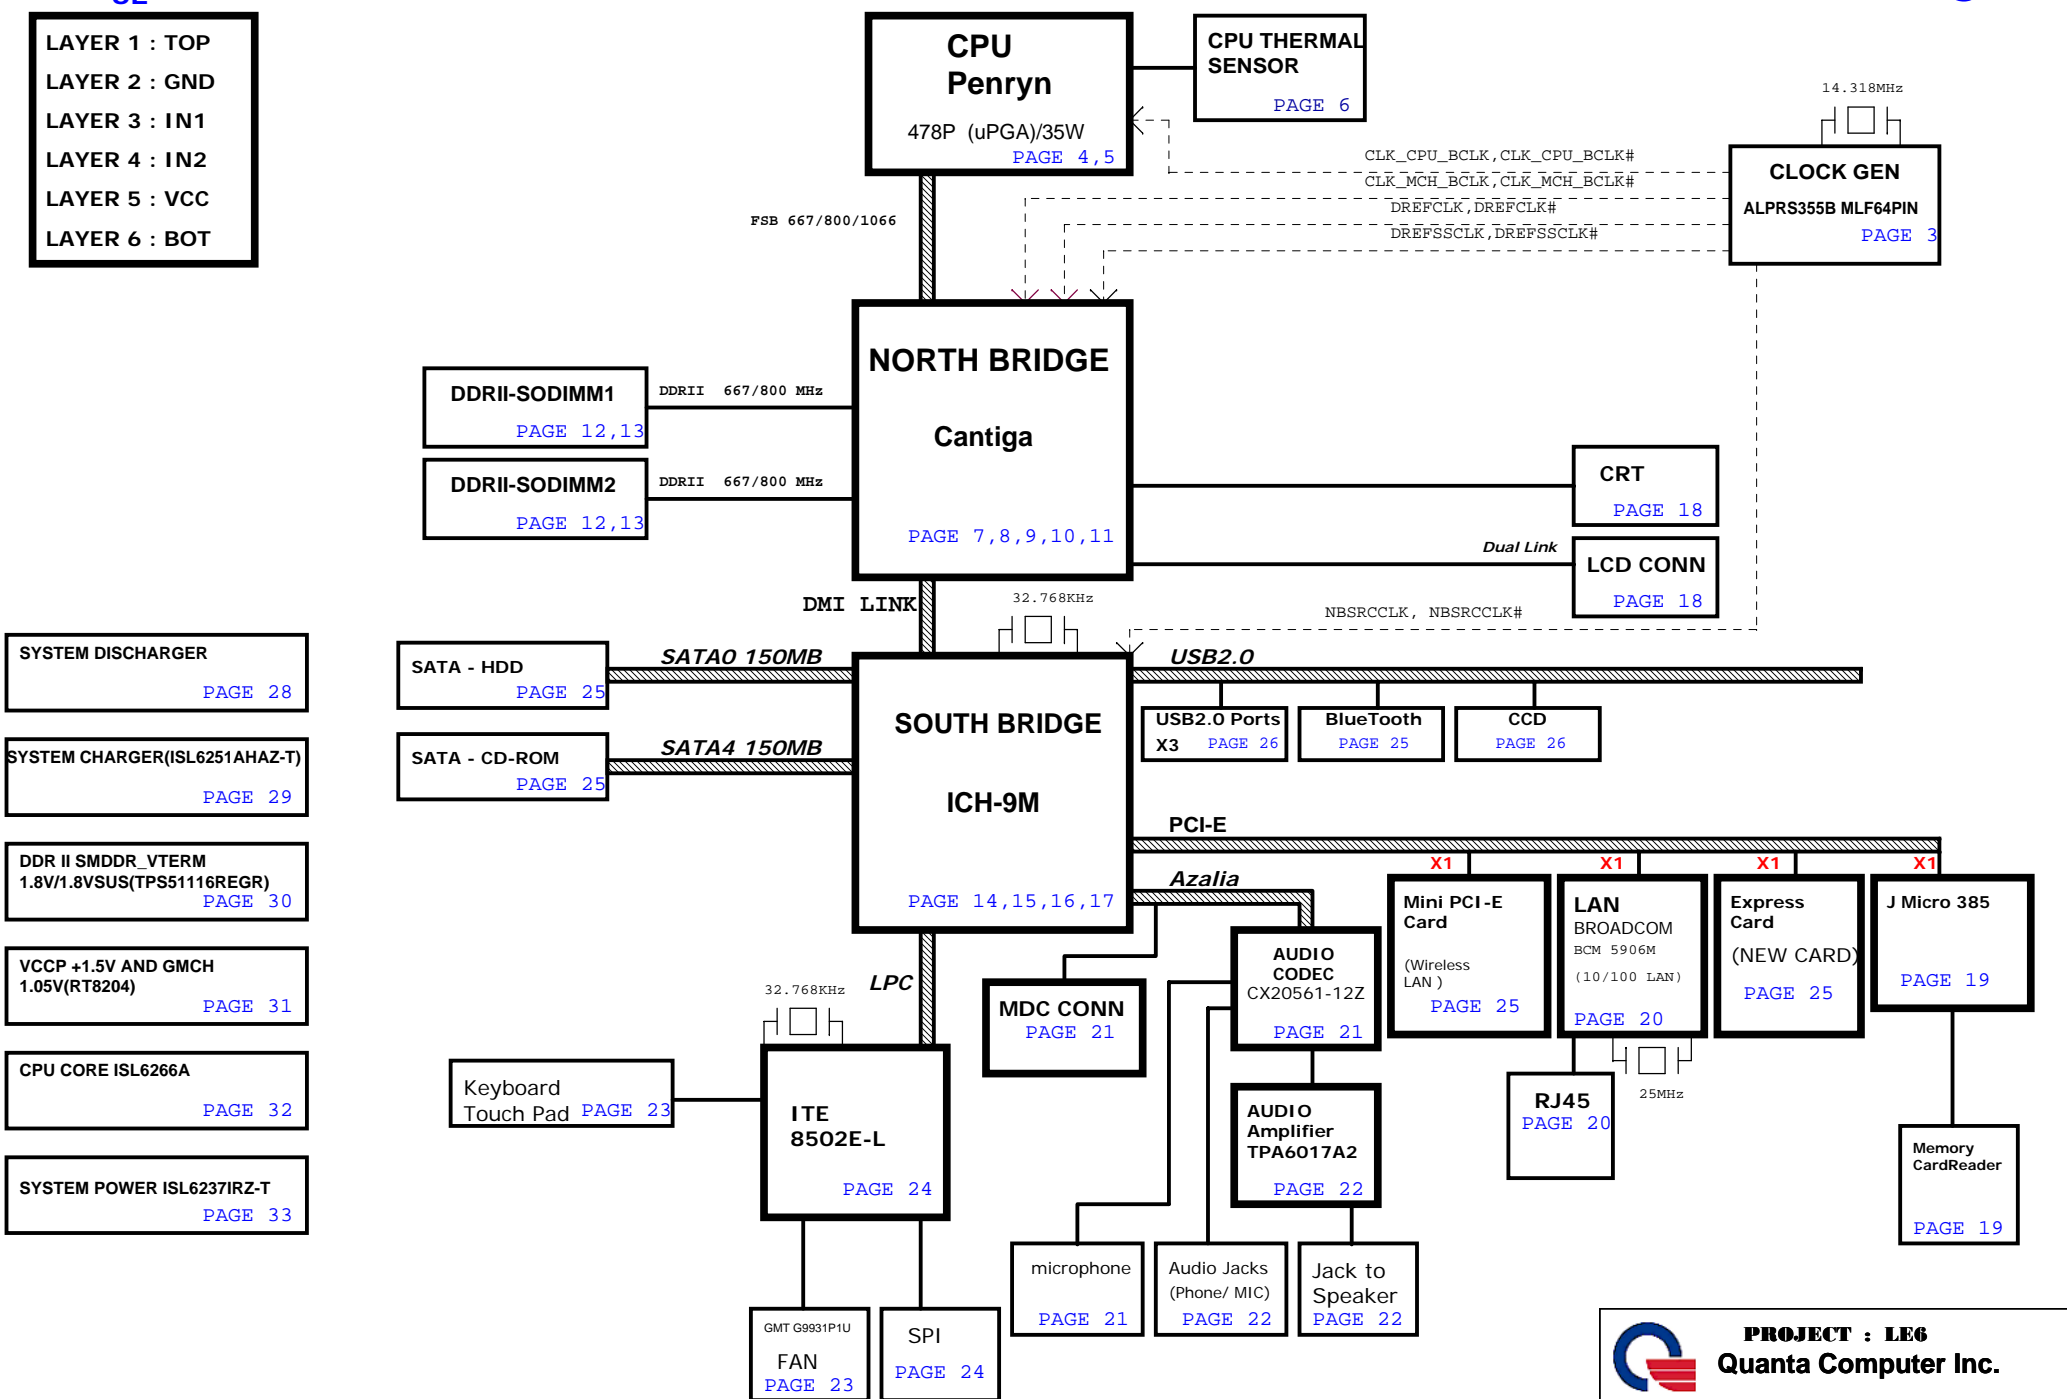 LAYER 1 : TOP
LAYER 2 : GND
LAYER 3 : IN1
LAYER 4 : IN2
LAYER 5 : VCC
LAYER 6 : BOT
CPU
Penryn
478P (uPGA)/35W
PAGE 4,5
CPU THERMAL
SENSOR
PAGE 6
14.318MHz
CLOCK GEN
ALPRS355B MLF64PIN
PAGE 3
CLK_CPU_BCLK,CLK_CPU_BCLK#
CLK_MCH_BCLK,CLK_MCH_BCLK#
DREFCLK,DREFCLK#
DREFSSCLK,DREFSSCLK#
FSB 667/800/1066
NORTH BRIDGE
Cantiga
PAGE 7,8,9,10,11
DDRII-SODIMM1
PAGE 12,13
DDRII 667/800 MHz
DDRII-SODIMM2
PAGE 12,13
DDRII 667/800 MHz
CRT
PAGE 18
Dual Link
LCD CONN
PAGE 18
DMI LINK
32.768KHz
NBSRCCLK, NBSRCCLK#
SYSTEM DISCHARGER
PAGE 28
SYSTEM CHARGER(ISL6251AHAZ-T)
PAGE 29
DDR II SMDDR_VTERM
1.8V/1.8VSUS(TPS51116REGR)
PAGE 30
VCCP +1.5V AND GMCH
1.05V(RT8204)
PAGE 31
CPU CORE ISL6266A
PAGE 32
SYSTEM POWER ISL6237IRZ-T
PAGE 33
SATA - HDD
PAGE 25
SATA0 150MB
SATA - CD-ROM
PAGE 25
SATA4 150MB
SOUTH BRIDGE
ICH-9M
PAGE 14,15,16,17
USB2.0
USB2.0 Ports
X3 PAGE 26
BlueTooth
PAGE 25
CCD
PAGE 26
PCI-E
X1
X1
X1
X1
Azalia
Mini PCI-E
Card
(Wireless
LAN )
PAGE 25
LAN
BROADCOM
BCM 5906M
(10/100 LAN)
PAGE 20
Express
Card
(NEW CARD)
PAGE 25
J Micro 385
PAGE 19
25MHz
RJ45
PAGE 20
Memory
CardReader
PAGE 19
MDC CONN
PAGE 21
AUDIO
CODEC
CX20561-12Z
PAGE 21
AUDIO
Amplifier
TPA6017A2
PAGE 22
LPC
32.768KHz
ITE
8502E-L
PAGE 24
Keyboard
Touch Pad PAGE 23
microphone
PAGE 21
Audio Jacks
(Phone/ MIC)
PAGE 22
Jack to
Speaker
PAGE 22
GMT G9931P1U
FAN
PAGE 23
SPI
PAGE 24
PROJECT : LE6
Quanta Computer Inc.